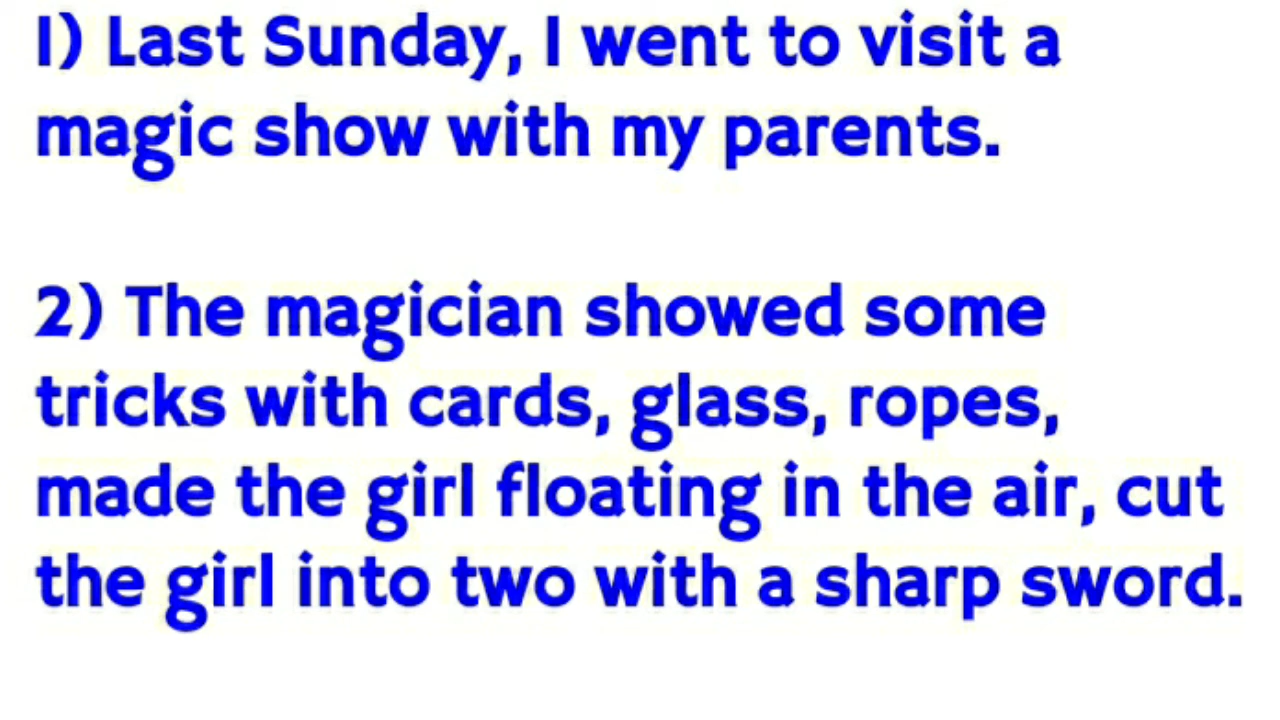 1) Last Sunday, I went to visit a
magic show with my parents.
2) The magician showed some
tricks with cards, glass, ropes,
made the girl floating in the air, cut
the girl into two with a sharp sword.